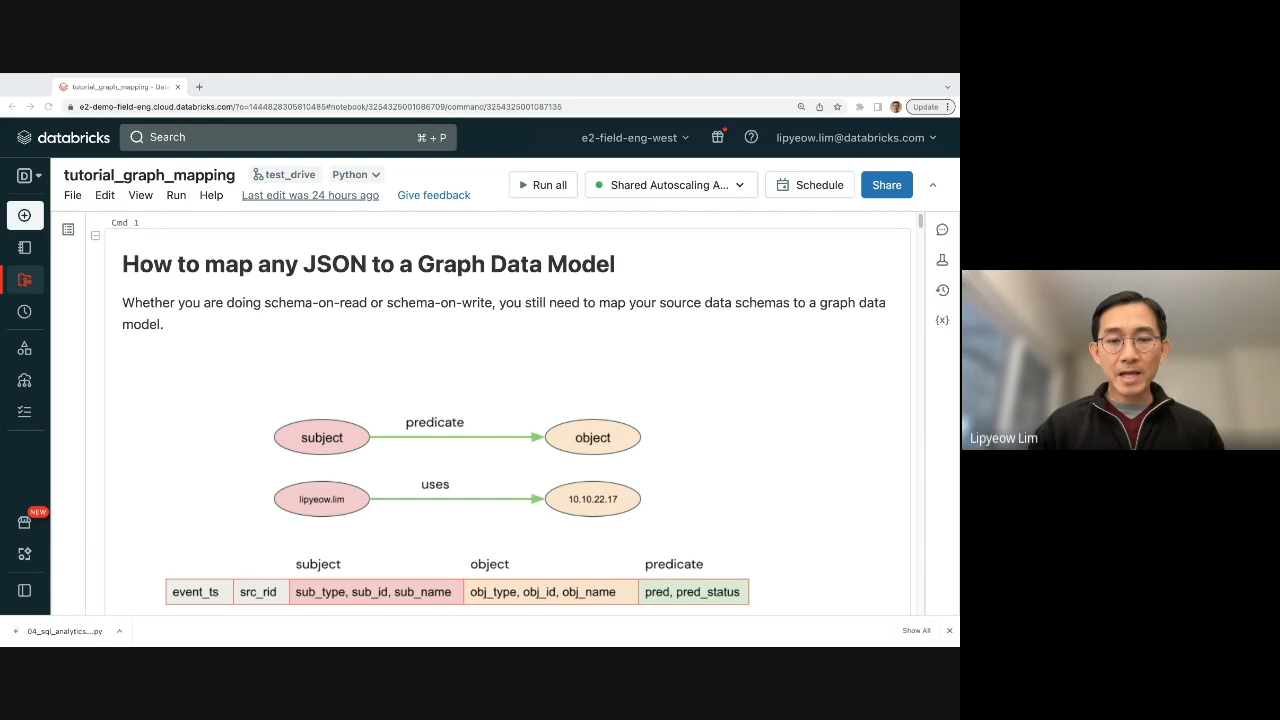 tutorial_graph_mapping - Data
e2-demo-field-eng.cloud.databricks.com/?o=1444828305810485#notebook/3254325001086709/command/3254325001087135
Update
databricks
Search
⌘ + P
e2-field-eng-west
lipyeow.lim@databricks.com
D
tutorial_graph_mapping
test_drive
Python
File Edit View Run Help
Last edit was 24 hours ago
Give feedback
Run all
Shared Autoscaling A...
Schedule
Share
Cmd 1
How to map any JSON to a Graph Data Model
Whether you are doing schema-on-read or schema-on-write, you still need to map your source data schemas to a graph data
model.
subject
predicate
object
lipyeow.lim
uses
10.10.22.17
subject object predicate
event_ts src_rid sub_type, sub_id, sub_name obj_type, obj_id, obj_name pred, pred_status
{x}
NEW
04_sql_analytics....py
Show All
Lipyeow Lim